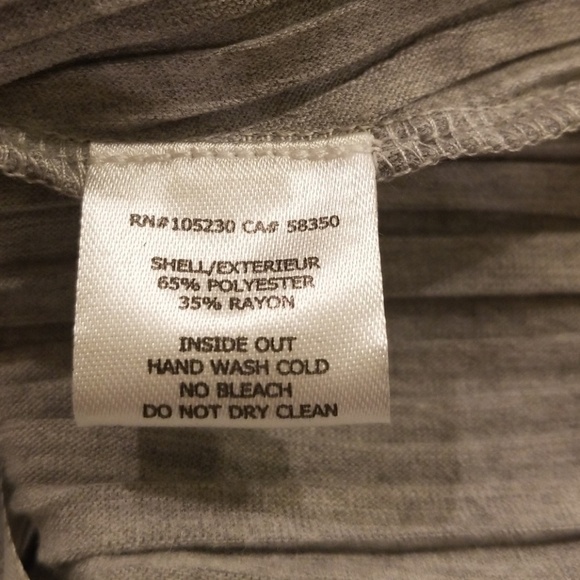 RN#105230 CA# 58350
SHELL/EXTERIEUR
65% POLYESTER
35% RAYON
INSIDE OUT
HAND WASH COLD
NO BLEACH
DO NOT DRY CLEAN